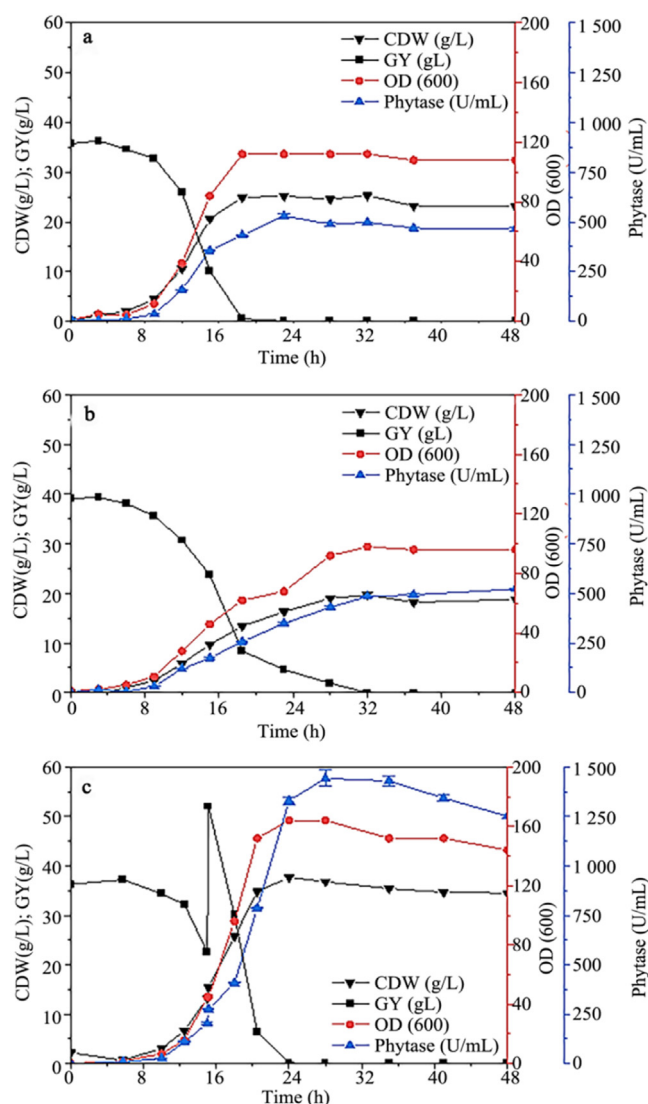 a
CDW (g/L)
GY (gL)
OD (600)
Phytase (U/mL)
60
50
40
30
20
10
0
CDW(g/L); GY(g/L)
0 8 16 24 32 40 48
Time (h)
200
160
120
80
40
0
OD (600)
1 500
1 250
1 000
750
500
250
0
Phytase (U/mL)
b
CDW (g/L)
GY (gL)
OD (600)
Phytase (U/mL)
60
50
40
30
20
10
0
CDW(g/L); GY(g/L)
0 8 16 24 32 40 48
Time (h)
200
160
120
80
40
0
OD (600)
1 500
1 250
1 000
750
500
250
0
Phytase (U/mL)
c
CDW (g/L)
GY (gL)
OD (600)
Phytase (U/mL)
60
50
40
30
20
10
0
CDW(g/L); GY(g/L)
0 8 16 24 32 40 48
Time (h)
200
160
120
80
40
0
OD (600)
1 500
1 250
1 000
750
500
250
0
Phytase (U/mL)